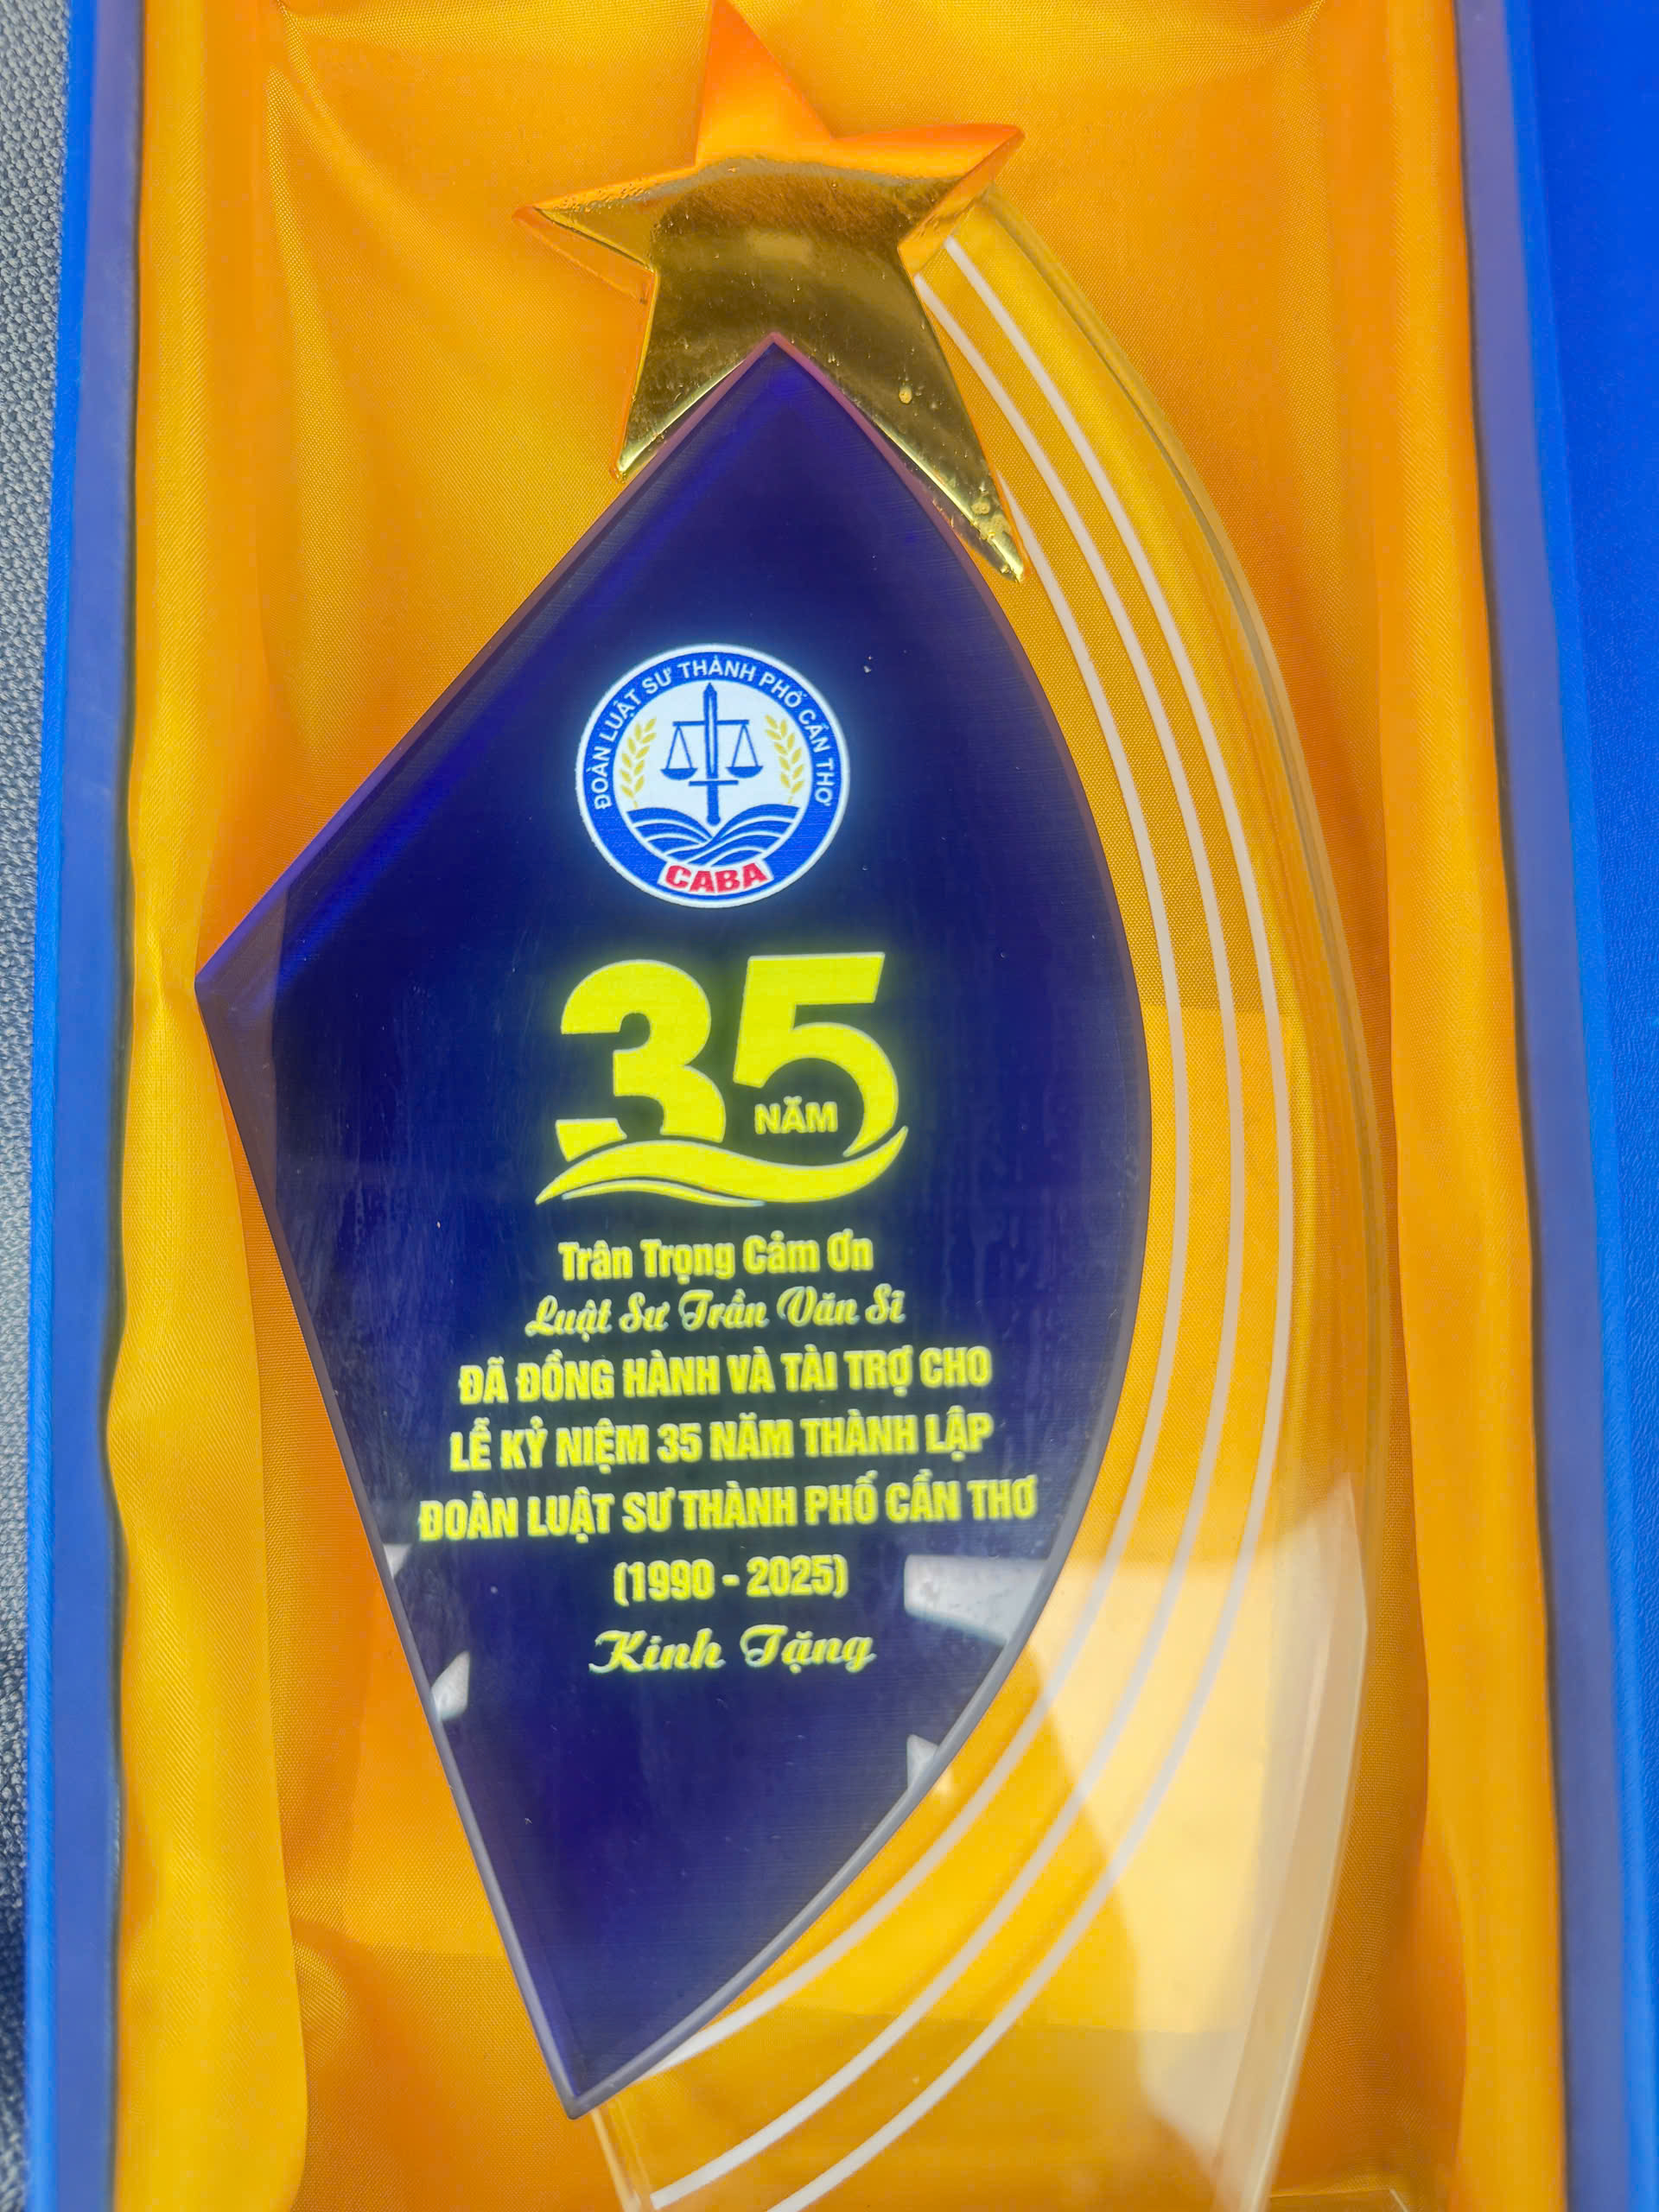 ĐOÀN LUẬT SƯ THÀNH PHỐ CẦN THƠ
CABA
35
NĂM
Trân Trọng Cảm Ơn
Luật Sư Trần Văn Sĩ
ĐÃ ĐỒNG HÀNH VÀ TÀI TRỢ CHO
LỄ KỶ NIỆM 35 NĂM THÀNH LẬP
ĐOÀN LUẬT SƯ THÀNH PHỐ CẦN THƠ
(1990 - 2025)
Kính Tặng